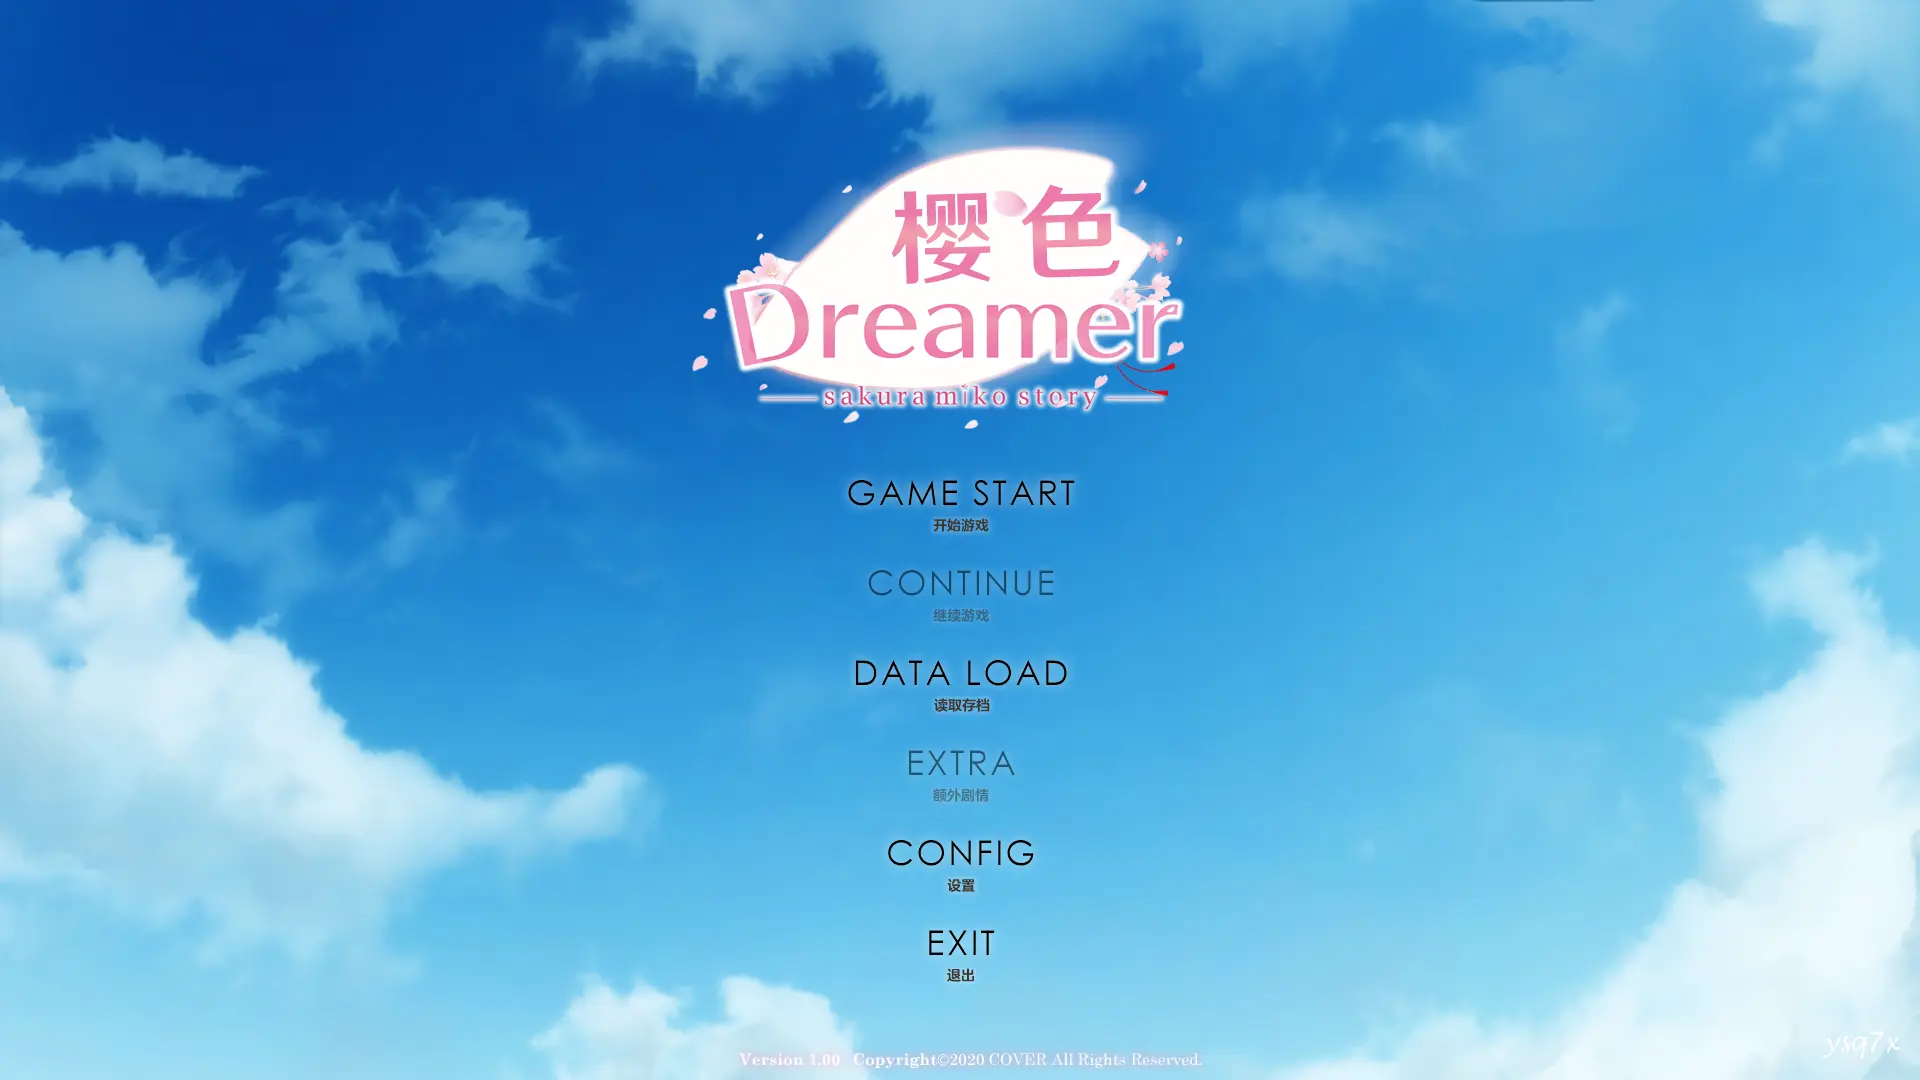 樱色
Dreamer
sakura miko story
GAME START
开始游戏
CONTINUE
继续游戏
DATA LOAD
读取存档
EXTRA
额外剧情
CONFIG
设置
EXIT
退出
Version 1.00 Copyright©2020 COVER All Rights Reserved.
ysq7x